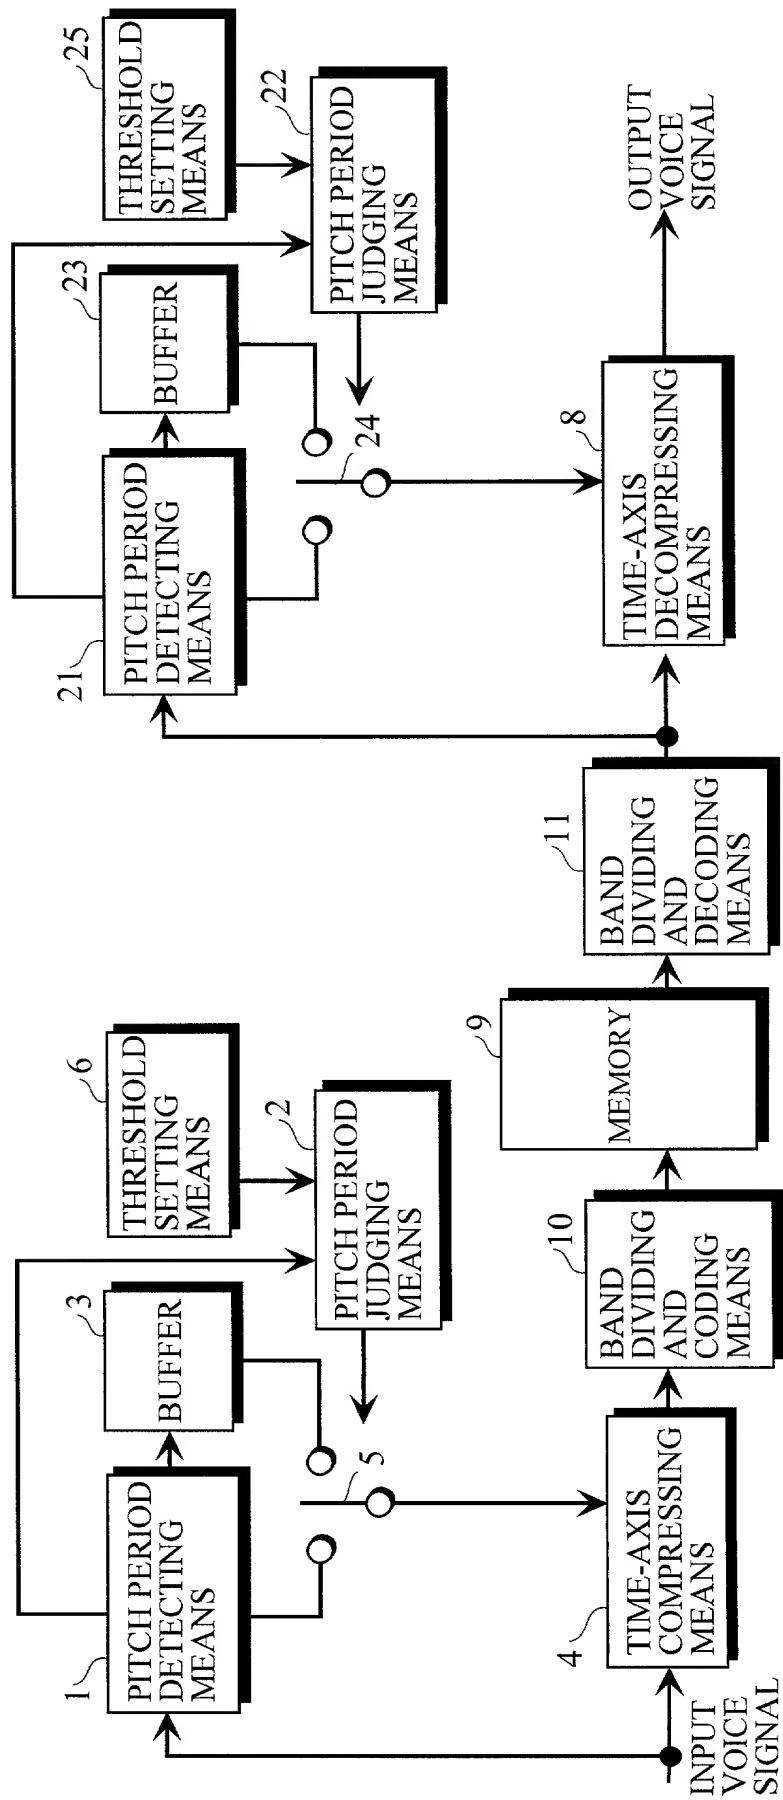 1
PITCH PERIOD
DETECTING
MEANS
3
BUFFER
6
THRESHOLD
SETTING
MEANS
2
PITCH PERIOD
JUDGING
MEANS
5
INPUT
VOICE
SIGNAL
4
TIME-AXIS
COMPRESSING
MEANS
10
BAND
DIVIDING
AND
CODING
MEANS
9
MEMORY
11
BAND
DIVIDING
AND
DECODING
MEANS
21
PITCH PERIOD
DETECTING
MEANS
23
BUFFER
25
THRESHOLD
SETTING
MEANS
22
PITCH PERIOD
JUDGING
MEANS
24
8
TIME-AXIS
DECOMPRESSING
MEANS
OUTPUT
VOICE
SIGNAL